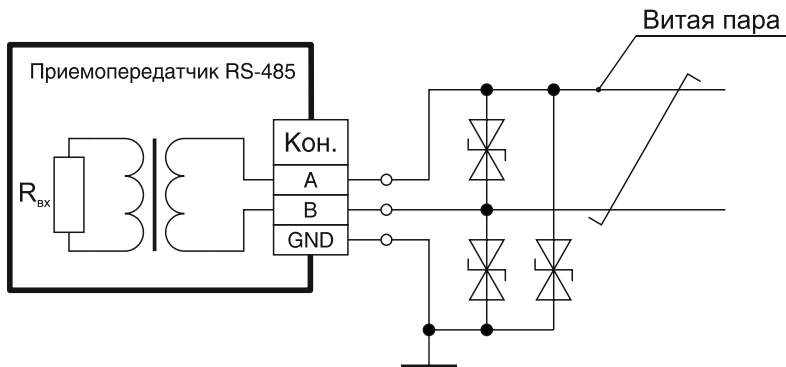 Витая пара
Приемопередатчик RS-485
Кон.
Rвх
A
B
GND